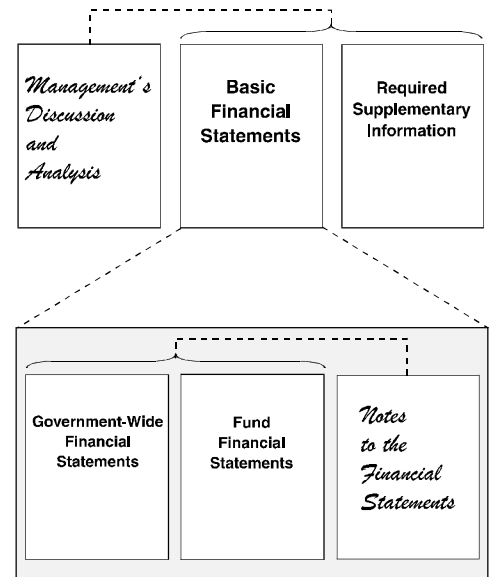 Management's
Discussion
and
Analysis
Basic
Financial
Statements
Required
Supplementary
Information
Government-Wide
Financial
Statements
Fund
Financial
Statements
Notes
to the
Financial
Statements